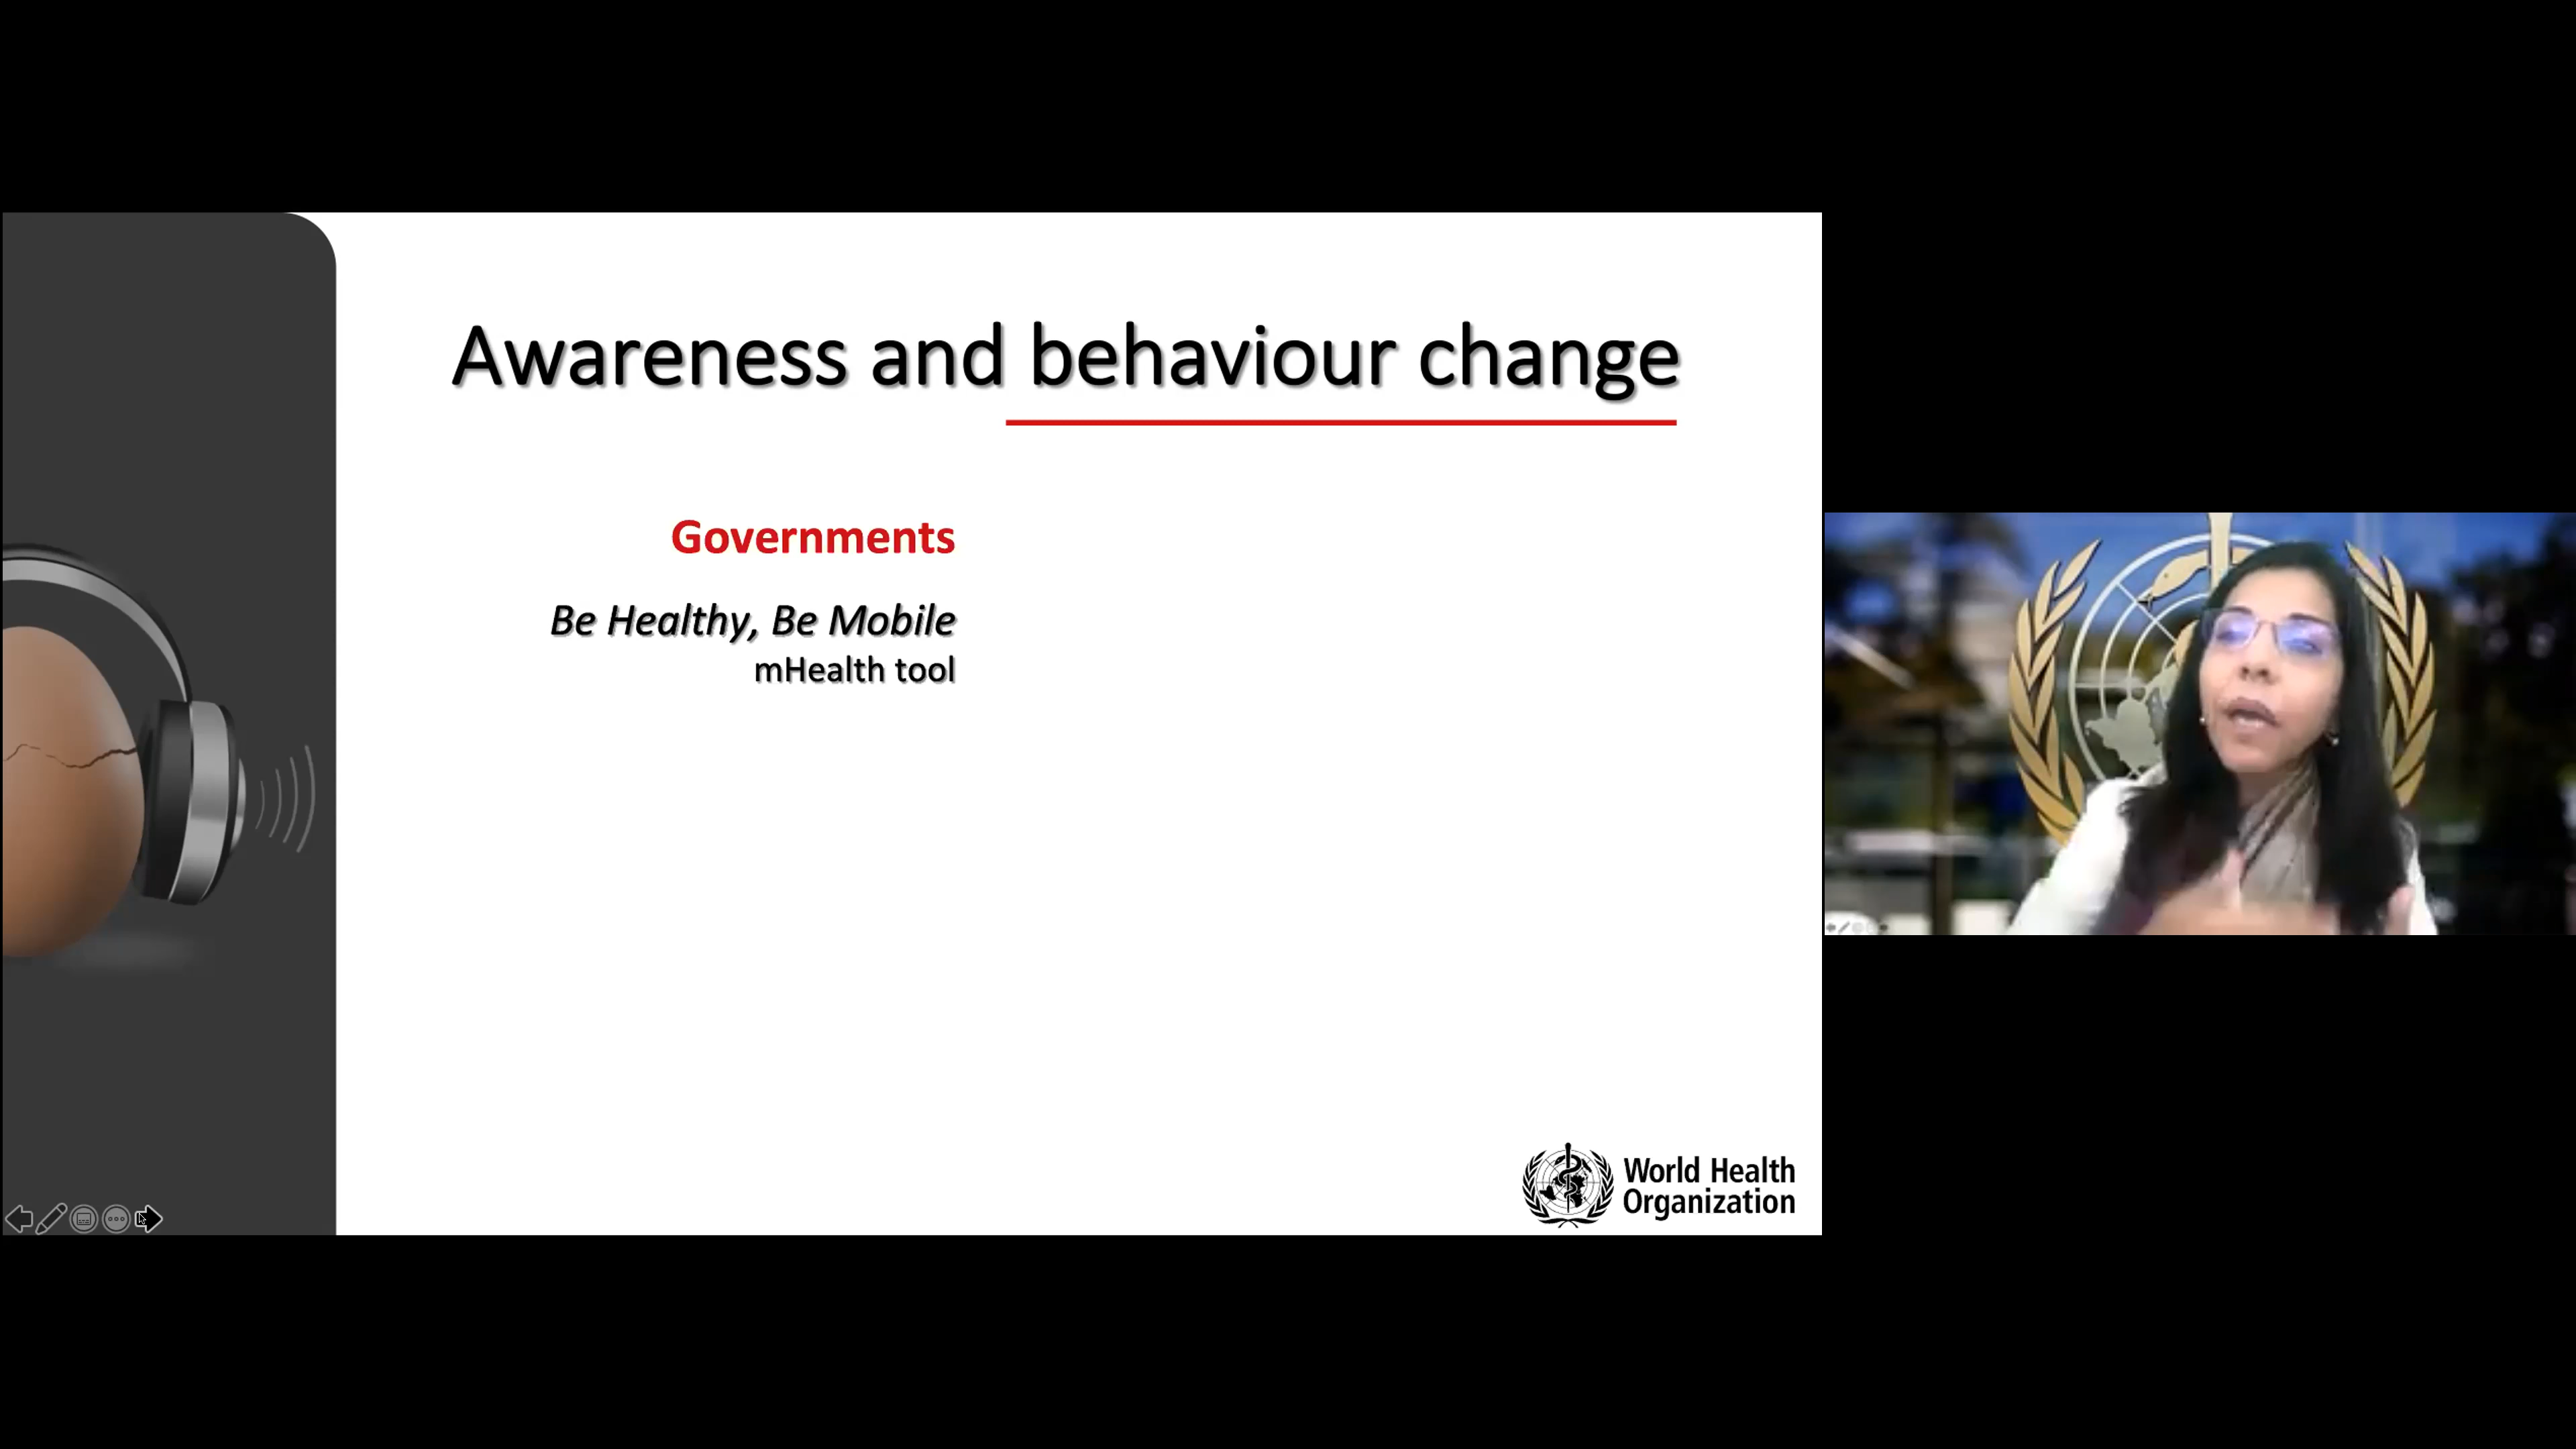 Awareness and behaviour change
Governments
Be Healthy, Be Mobile
mHealth tool
World Health
Organization